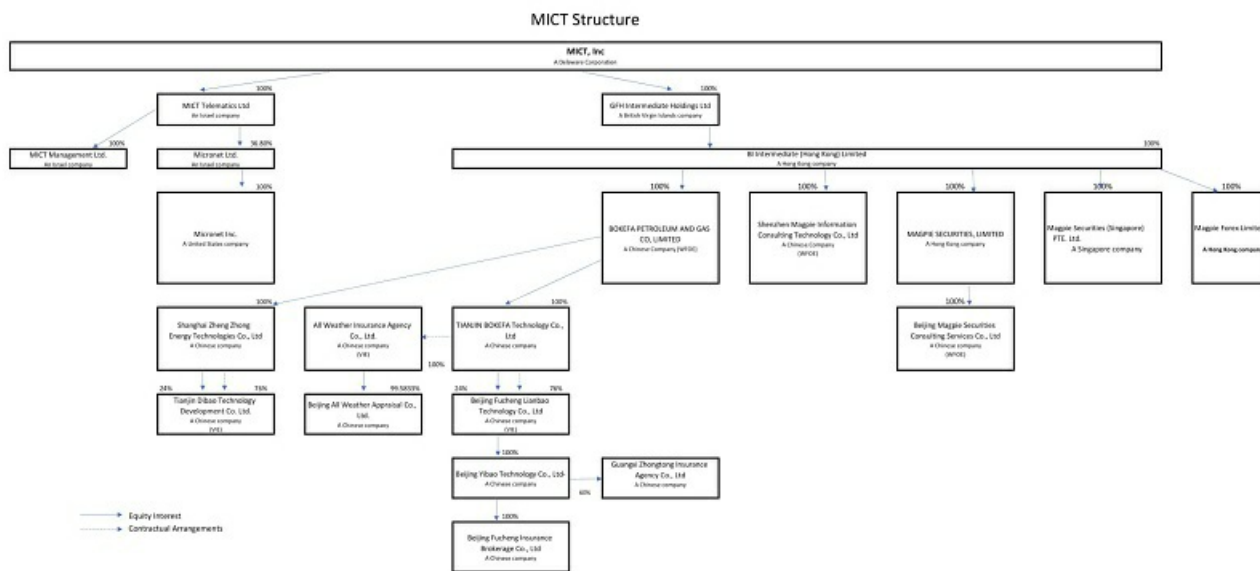 MICT Structure
MICT, Inc
A Delaware Corporation
100%
100%
MICT Telematics Ltd
An Israel company
GFH Intermediate Holdings Ltd
A British Virgin Islands company
100%
36.80%
100%
MICT Management Ltd.
An Israel company
Micronet Ltd.
An Israel company
BI Intermediate (Hong Kong) Limited
A Hong Kong company
100%
100%
100%
100%
100%
100%
Micronet Inc.
A United States company
BOKEFA PETROLEUM AND GAS
CO, LIMITED
A Chinese Company (WFOE)
Shenzhen Magpie Information
Consulting Technology Co., Ltd
A Chinese company
(WFOE)
MAGPIE SECURITIES, LIMITED
A Hong Kong company
Magpie Securities (Singapore)
PTE. Ltd.
A Singapore company
Magpie Forex Limited
A Hong Kong company
100%
100%
100%
Shanghai Zheng Zhong
Energy Technologies Co., Ltd
A Chinese company
All Weather Insurance Agency
Co., Ltd.
A Chinese company
(VIE)
100%
TIANJIN BOKEFA Technology Co.,
Ltd
A Chinese company
Beijing Magpie Securities
Consulting Services Co., Ltd
A Chinese company
(WFOE)
24%
76%
99.5833%
24%
76%
Tianjin Dibao Technology
Development Co. Ltd.
A Chinese company
(VIE)
Beijing All Weather Appraisal Co.,
Ltd.
A Chinese company
Beijing Fucheng Lianbao
Technology Co., Ltd
A Chinese company
(VIE)
100%
Beijing Yibao Technology Co., Ltd-
A Chinese company
60%
Guangxi Zhongtong Insurance
Agency Co., Ltd
A Chinese company
100%
Beijing Fucheng Insurance
Brokerage Co., Ltd
A Chinese company
Equity Interest
Contractual Arrangements